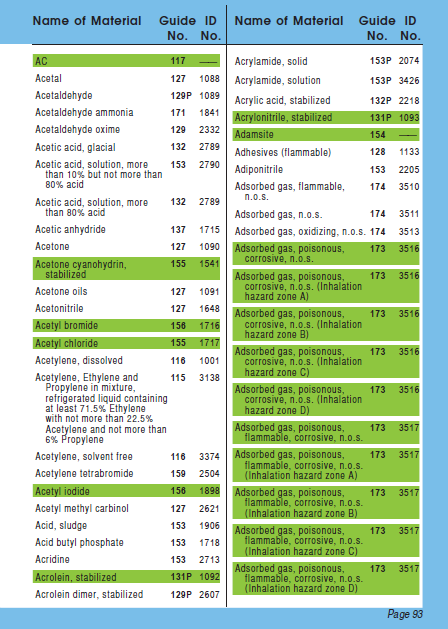 Name of Material Guide ID
No. No.
AC 117 ——
Acetal 127 1088
Acetaldehyde 129P 1089
Acetaldehyde ammonia 171 1841
Acetaldehyde oxime 129 2332
Acetic acid, glacial 132 2789
Acetic acid, solution, more 153 2790
than 10% but not more than
80% acid
Acetic acid, solution, more 132 2789
than 80% acid
Acetic anhydride 137 1715
Acetone 127 1090
Acetone cyanohydrin, 155 1541
stabilized
Acetone oils 127 1091
Acetonitrile 127 1648
Acetyl bromide 156 1716
Acetyl chloride 155 1717
Acetylene, dissolved 116 1001
Acetylene, Ethylene and 115 3138
Propylene in mixture,
refrigerated liquid containing
at least 71.5% Ethylene
with not more than 22.5%
Acetylene and not more than
6% Propylene
Acetylene, solvent free 116 3374
Acetylene tetrabromide 159 2504
Acetyl iodide 156 1898
Acetyl methyl carbinol 127 2621
Acid, sludge 153 1906
Acid butyl phosphate 153 1718
Acridine 153 2713
Acrolein, stabilized 131P 1092
Acrolein dimer, stabilized 129P 2607
Name of Material Guide ID
No. No.
Acrylamide, solid 153P 2074
Acrylamide, solution 153P 3426
Acrylic acid, stabilized 132P 2218
Acrylonitrile, stabilized 131P 1093
Adamsite 154 ——
Adhesives (flammable) 128 1133
Adiponitrile 153 2205
Adsorbed gas, flammable, 174 3510
n.o.s.
Adsorbed gas, n.o.s. 174 3511
Adsorbed gas, oxidizing, n.o.s. 174 3513
Adsorbed gas, poisonous, 173 3516
corrosive, n.o.s.
Adsorbed gas, poisonous, 173 3516
corrosive, n.o.s. (Inhalation
hazard zone A)
Adsorbed gas, poisonous, 173 3516
corrosive, n.o.s. (Inhalation
hazard zone B)
Adsorbed gas, poisonous, 173 3516
corrosive, n.o.s. (Inhalation
hazard zone C)
Adsorbed gas, poisonous, 173 3516
corrosive, n.o.s. (Inhalation
hazard zone D)
Adsorbed gas, poisonous, 173 3517
flammable, corrosive, n.o.s.
Adsorbed gas, poisonous, 173 3517
flammable, corrosive, n.o.s.
(Inhalation hazard zone A)
Adsorbed gas, poisonous, 173 3517
flammable, corrosive, n.o.s.
(Inhalation hazard zone B)
Adsorbed gas, poisonous, 173 3517
flammable, corrosive, n.o.s.
(Inhalation hazard zone C)
Adsorbed gas, poisonous, 173 3517
flammable, corrosive, n.o.s.
(Inhalation hazard zone D)
Page 93